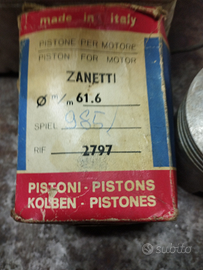 made in Italy
PISTONE PER MOTORE
PISTON FOR MOTOR
ZANETTI
Ø m/m 61.6
SPIEL 985/
RIF 2797
PISTONI - PISTONS
KOLBEN - PISTONES
Subito